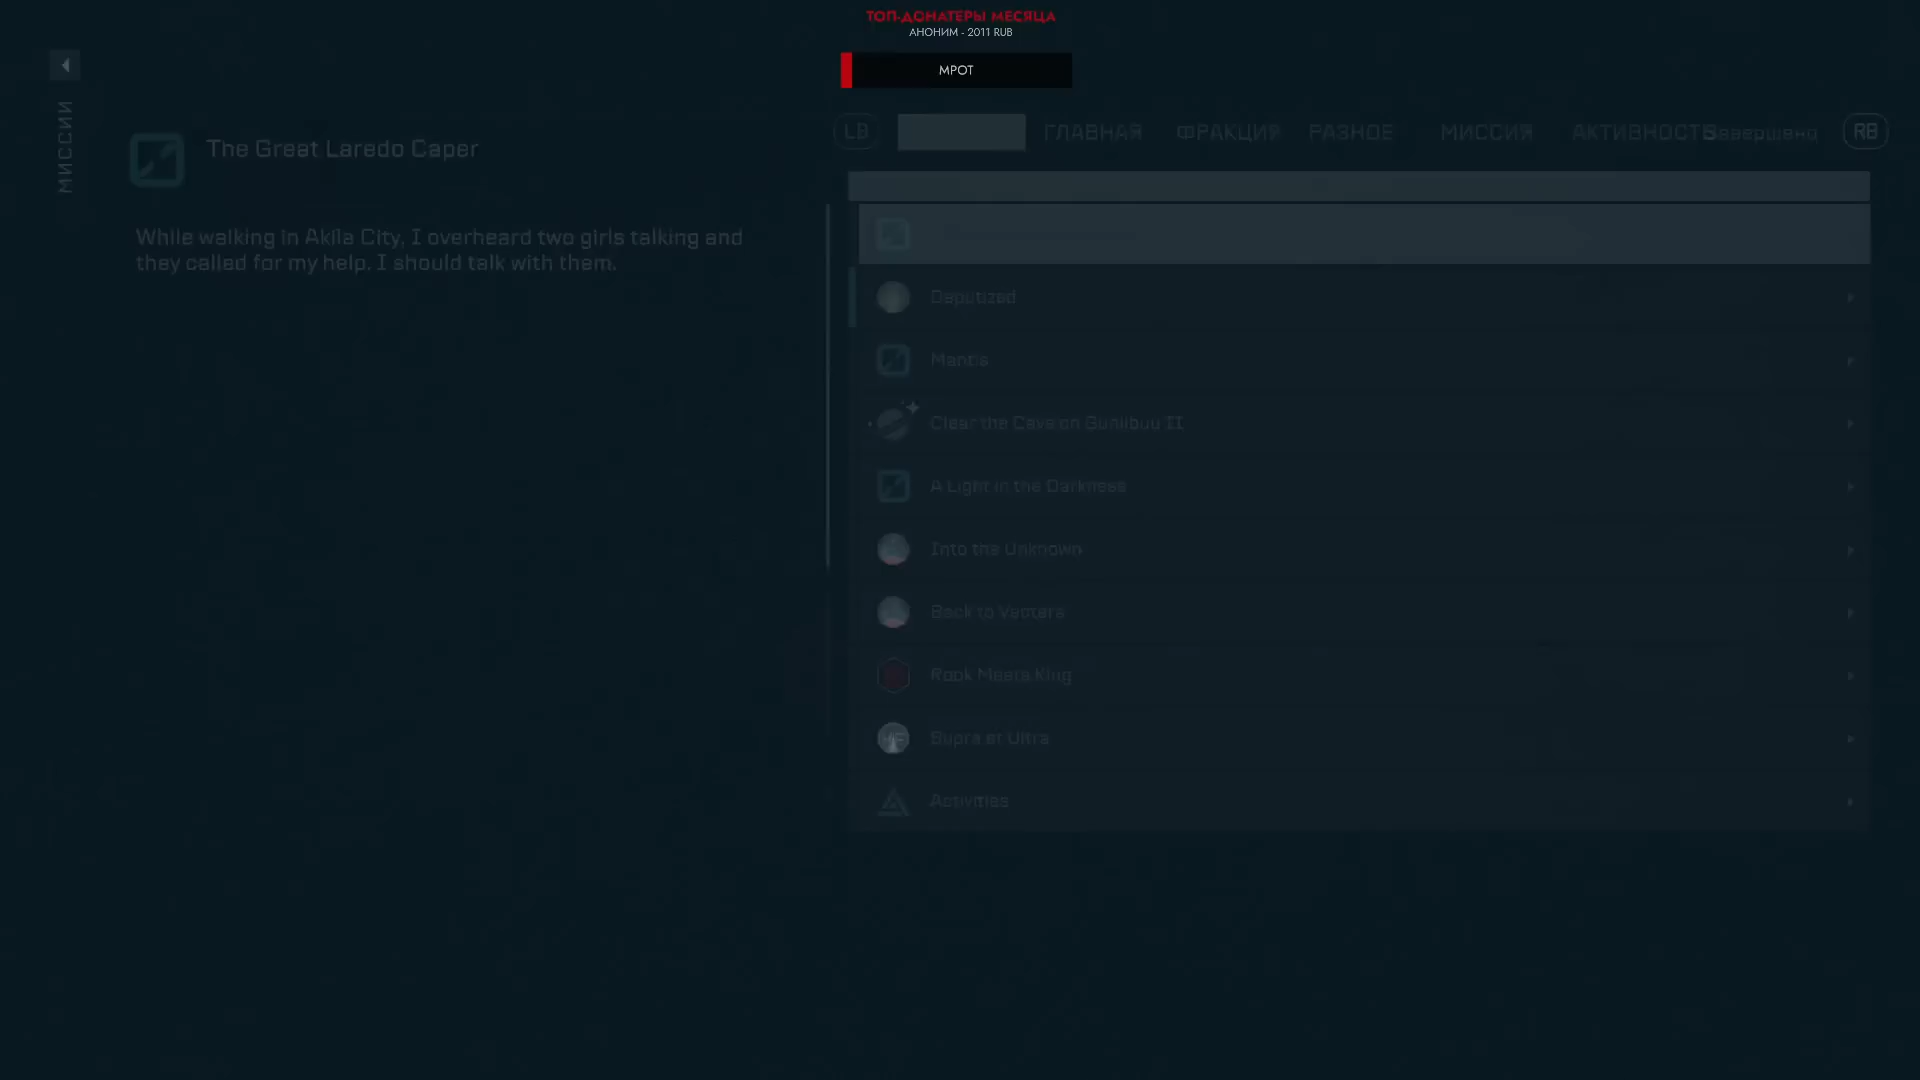 ТОП-ДОНАТЕРЫ МЕСЯЦА
АНОНИМ - 2011 RUB
МРОТ
МИССИИ
LB
ГЛАВНАЯ
ФРАКЦИЯ
РАЗНОЕ
МИССИЯ
АКТИВНОСТЬ
Завершено
RB
The Great Laredo Caper
While walking in Akila City, I overheard two girls talking and
they called for my help. I should talk with them.
Deputized
Mantis
Clear the Cave on Gunibuu II
A Light in the Darkness
Into the Unknown
Back to Vectera
Rook Meets King
Supra et Ultra
Activities